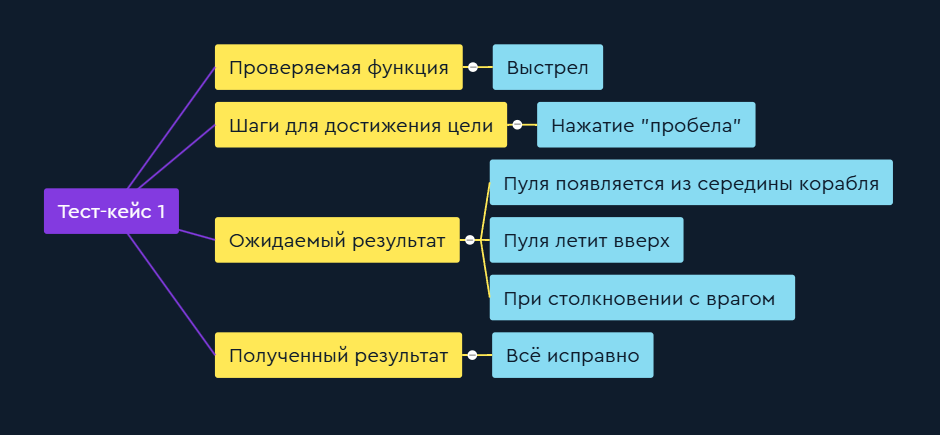 Тест-кейс 1
Проверяемая функция
Выстрел
Шаги для достижения цели
Нажатие "пробела"
Ожидаемый результат
Пуля появляется из середины корабля
Пуля летит вверх
При столкновении с врагом
Полученный результат
Всё исправно